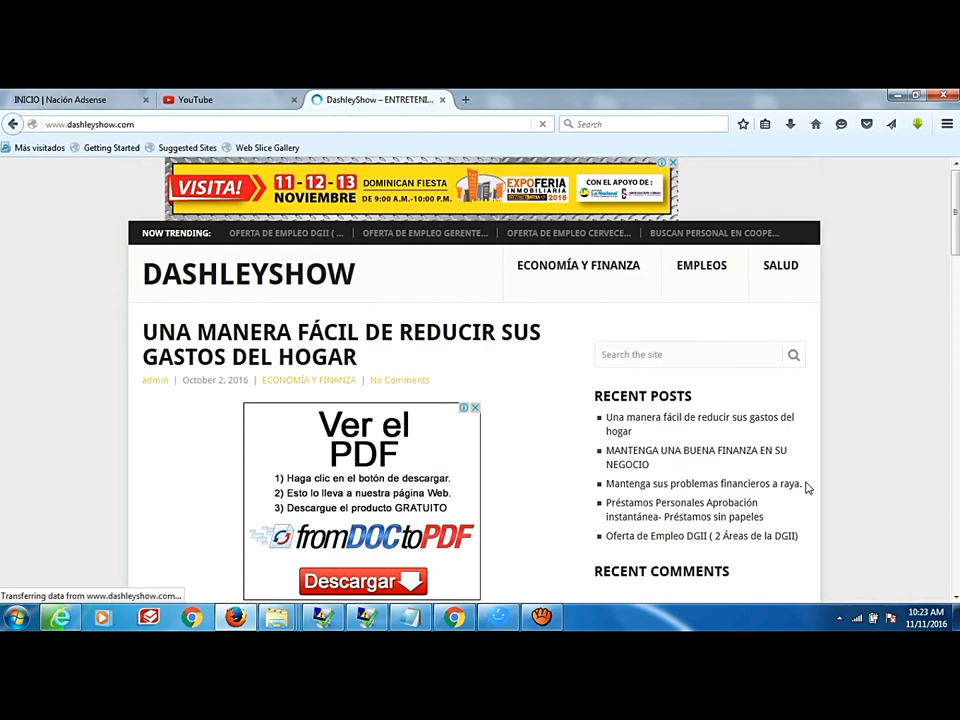 INICIO | Nación Adsense
YouTube
DashleyShow – ENTRETENI...
www.dashleyshow.com
Search
Más visitados
Getting Started
Suggested Sites
Web Slice Gallery
VISITA!
11-12-13
NOVIEMBRE
DOMINICAN FIESTA
DE 9:00 A.M.-10:00 P.M.
EXPOFERIA
INMOBILIARIA
2016
CON EL APOYO DE :
NOW TRENDING:
OFERTA DE EMPLEO DGII ( ...
OFERTA DE EMPLEO GERENTE...
OFERTA DE EMPLEO CERVECE...
BUSCAN PERSONAL EN COOPE...
DASHLEYSHOW
ECONOMÍA Y FINANZA
EMPLEOS
SALUD
UNA MANERA FÁCIL DE REDUCIR SUS
GASTOS DEL HOGAR
admin | October 2, 2016 | ECONOMÍA Y FINANZA | No Comments
Ver el
PDF
1) Haga clic en el botón de descargar.
2) Esto lo lleva a nuestra página Web.
3) Descargue el producto GRATUITO
fromDOCtoPDF
Descargar
Search the site
RECENT POSTS
Una manera fácil de reducir sus gastos del
hogar
MANTENGA UNA BUENA FINANZA EN SU
NEGOCIO
Mantenga sus problemas financieros a raya.
Préstamos Personales Aprobación
instantánea- Préstamos sin papeles
Oferta de Empleo DGII ( 2 Áreas de la DGII)
RECENT COMMENTS
Transferring data from www.dashleyshow.com...
10:23 AM
11/11/2016